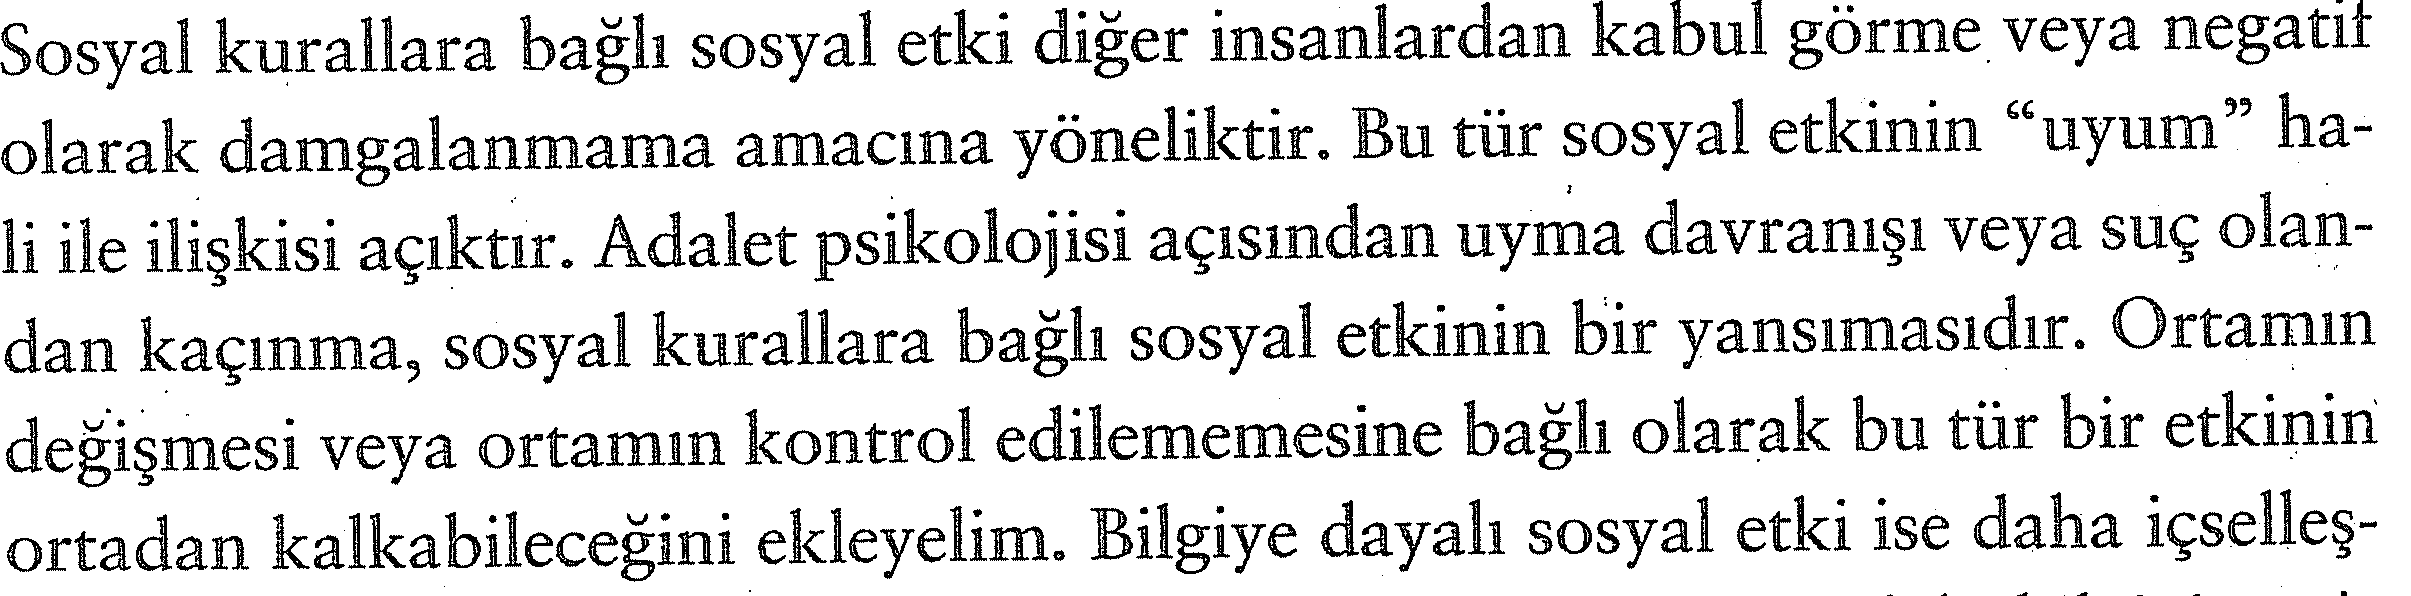 Sosyal kurallara bağlı sosyal etki diğer insanlardan kabul görme veya negatif
olarak damgalanmama amacına yöneliktir. Bu tür sosyal etkinin “uyum” ha-
li ile ilişkisi açıktır. Adalet psikolojisi açısından uyma davranışı veya suç olan-
dan kaçınma, sosyal kurallara bağlı sosyal etkinin bir yansımasıdır. Ortamın
değişmesi veya ortamın kontrol edilememesine bağlı olarak bu tür bir etkinin
ortadan kalkabileceğini ekleyelim. Bilgiye dayalı sosyal etki ise daha içselleş-